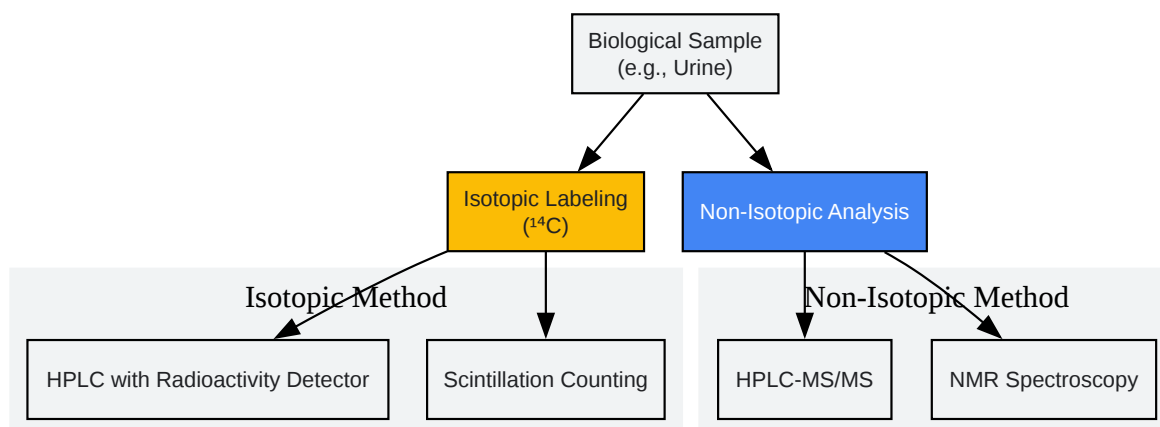 Biological Sample
(e.g., Urine)
Isotopic Labeling
(¹⁴C)
Non-Isotopic Analysis
Isotopic Method
Non-Isotopic Method
HPLC with Radioactivity Detector
Scintillation Counting
HPLC-MS/MS
NMR Spectroscopy